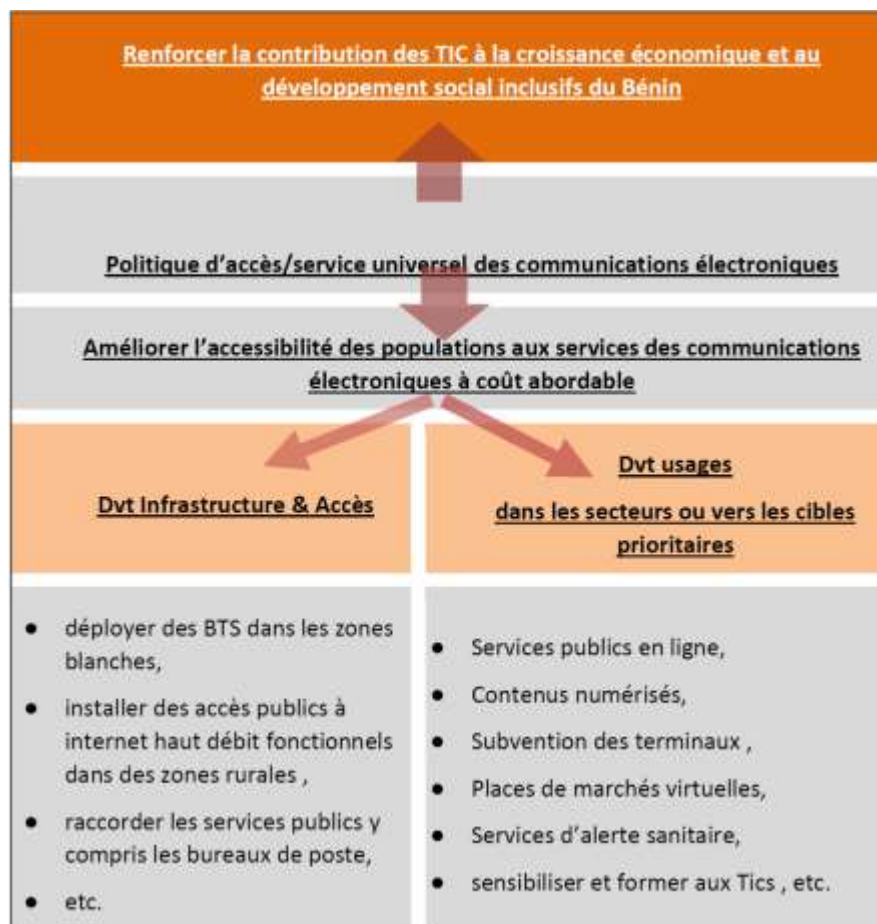 Renforcer la contribution des TIC à la croissance économique et au
développement social inclusifs du Bénin
Politique d’accès/service universel des communications électroniques
Améliorer l’accessibilité des populations aux services des communications
électroniques à coût abordable
Dvt Infrastructure & Accès
Dvt usages
dans les secteurs ou vers les cibles
prioritaires
● déployer des BTS dans les zones
blanches,
● installer des accès publics à
internet haut débit fonctionnels
dans des zones rurales ,
● raccorder les services publics y
compris les bureaux de poste,
● etc.
● Services publics en ligne,
● Contenus numérisés,
● Subvention des terminaux ,
● Places de marchés virtuelles,
● Services d’alerte sanitaire,
● sensibiliser et former aux Tics , etc.